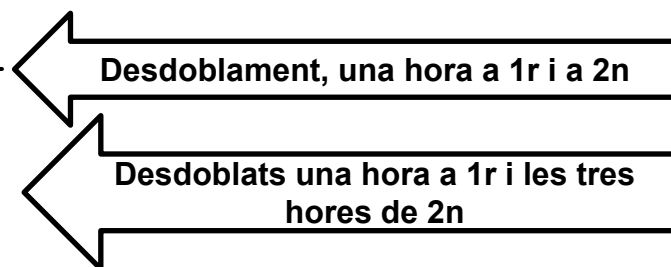 Desdoblament, una hora a 1r i a 2n
Desdoblats una hora a 1r i les tres
hores de 2n